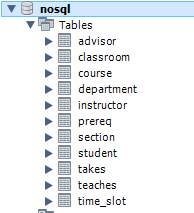 nosql
Tables
advisor
classroom
course
department
instructor
prereq
section
student
takes
teaches
time_slot